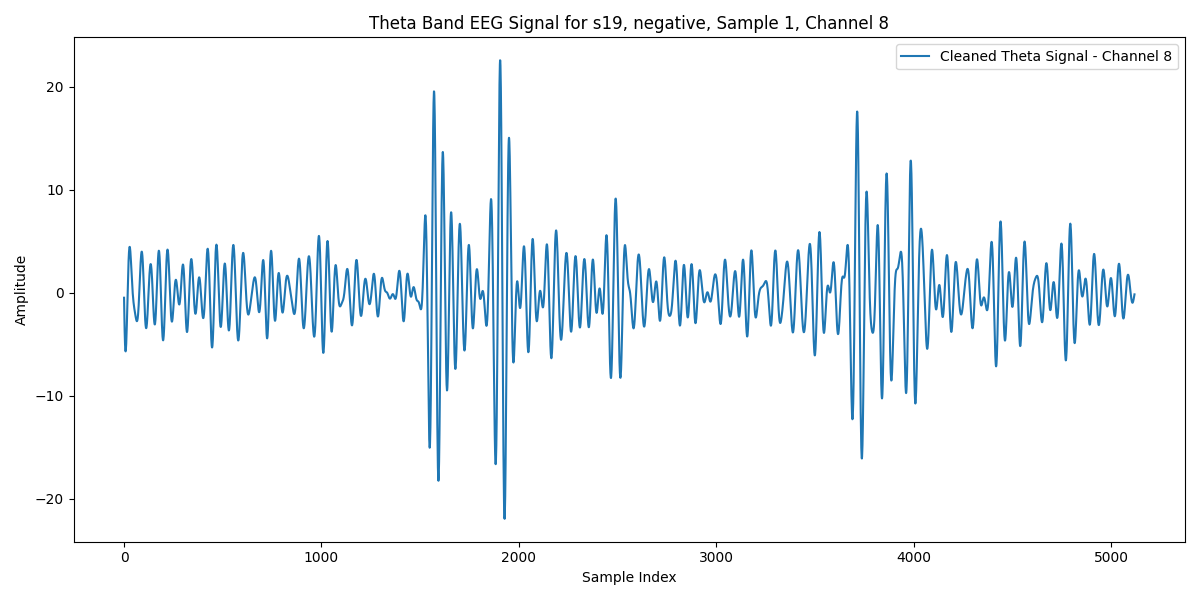 Theta Band EEG Signal for s19, negative, Sample 1, Channel 8
Cleaned Theta Signal - Channel 8
Amplitude
20
10
0
−10
−20
0 1000 2000 3000 4000 5000
Sample Index